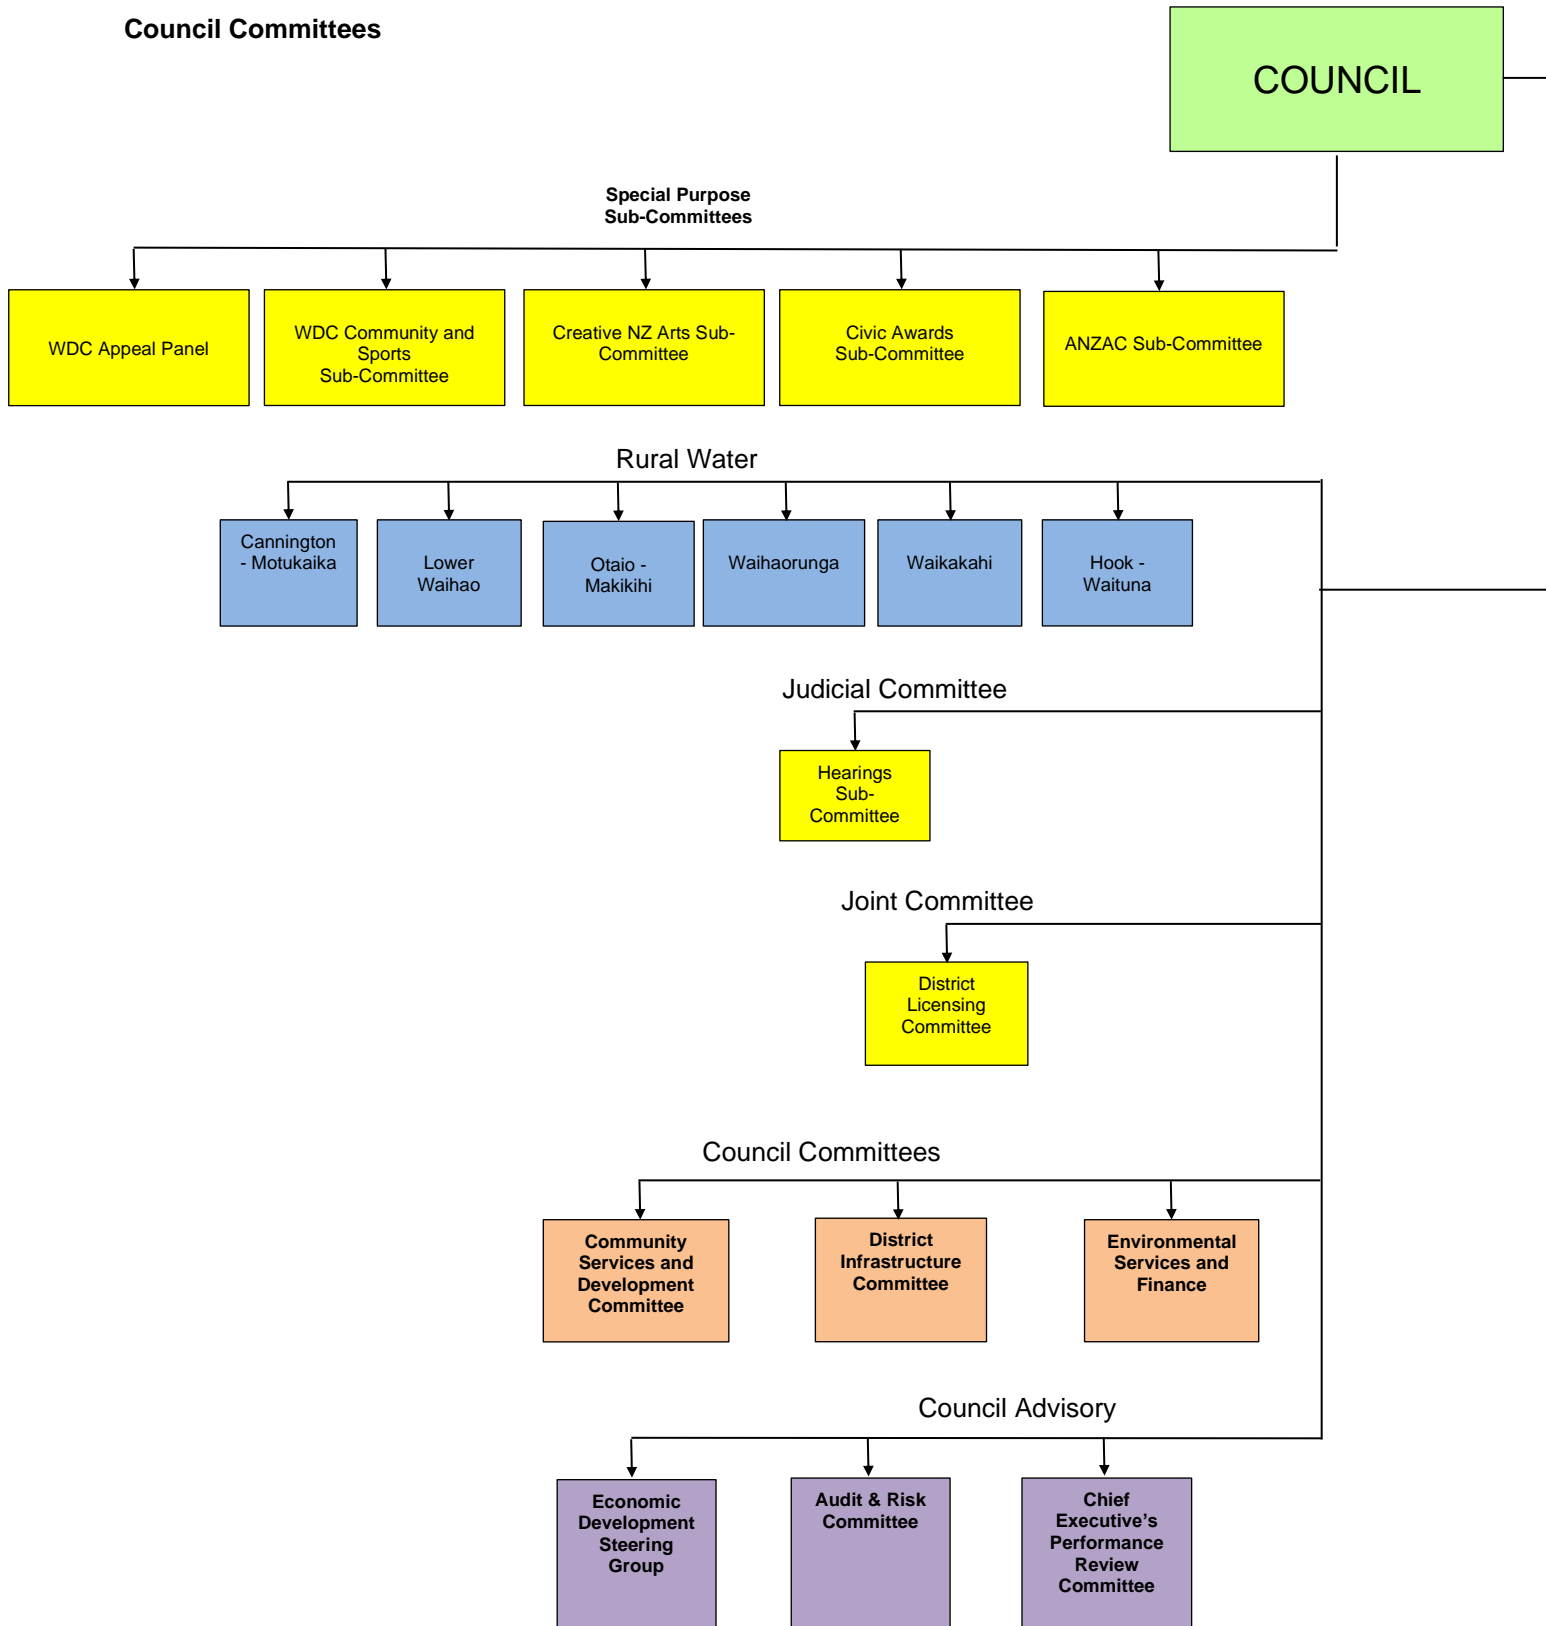 Council Committees
COUNCIL
Special Purpose
Sub-Committees
WDC Appeal Panel
WDC Community and
Sports
Sub-Committee
Creative NZ Arts Sub-
Committee
Civic Awards
Sub-Committee
ANZAC Sub-Committee
Rural Water
Cannington
- Motukaika
Lower
Waihao
Otaio -
Makikihi
Waihaorunga
Waikakahi
Hook -
Waituna
Judicial Committee
Hearings
Sub-
Committee
Joint Committee
District
Licensing
Committee
Council Committees
Community
Services and
Development
Committee
District
Infrastructure
Committee
Environmental
Services and
Finance
Council Advisory
Economic
Development
Steering
Group
Audit & Risk
Committee
Chief
Executive’s
Performance
Review
Committee